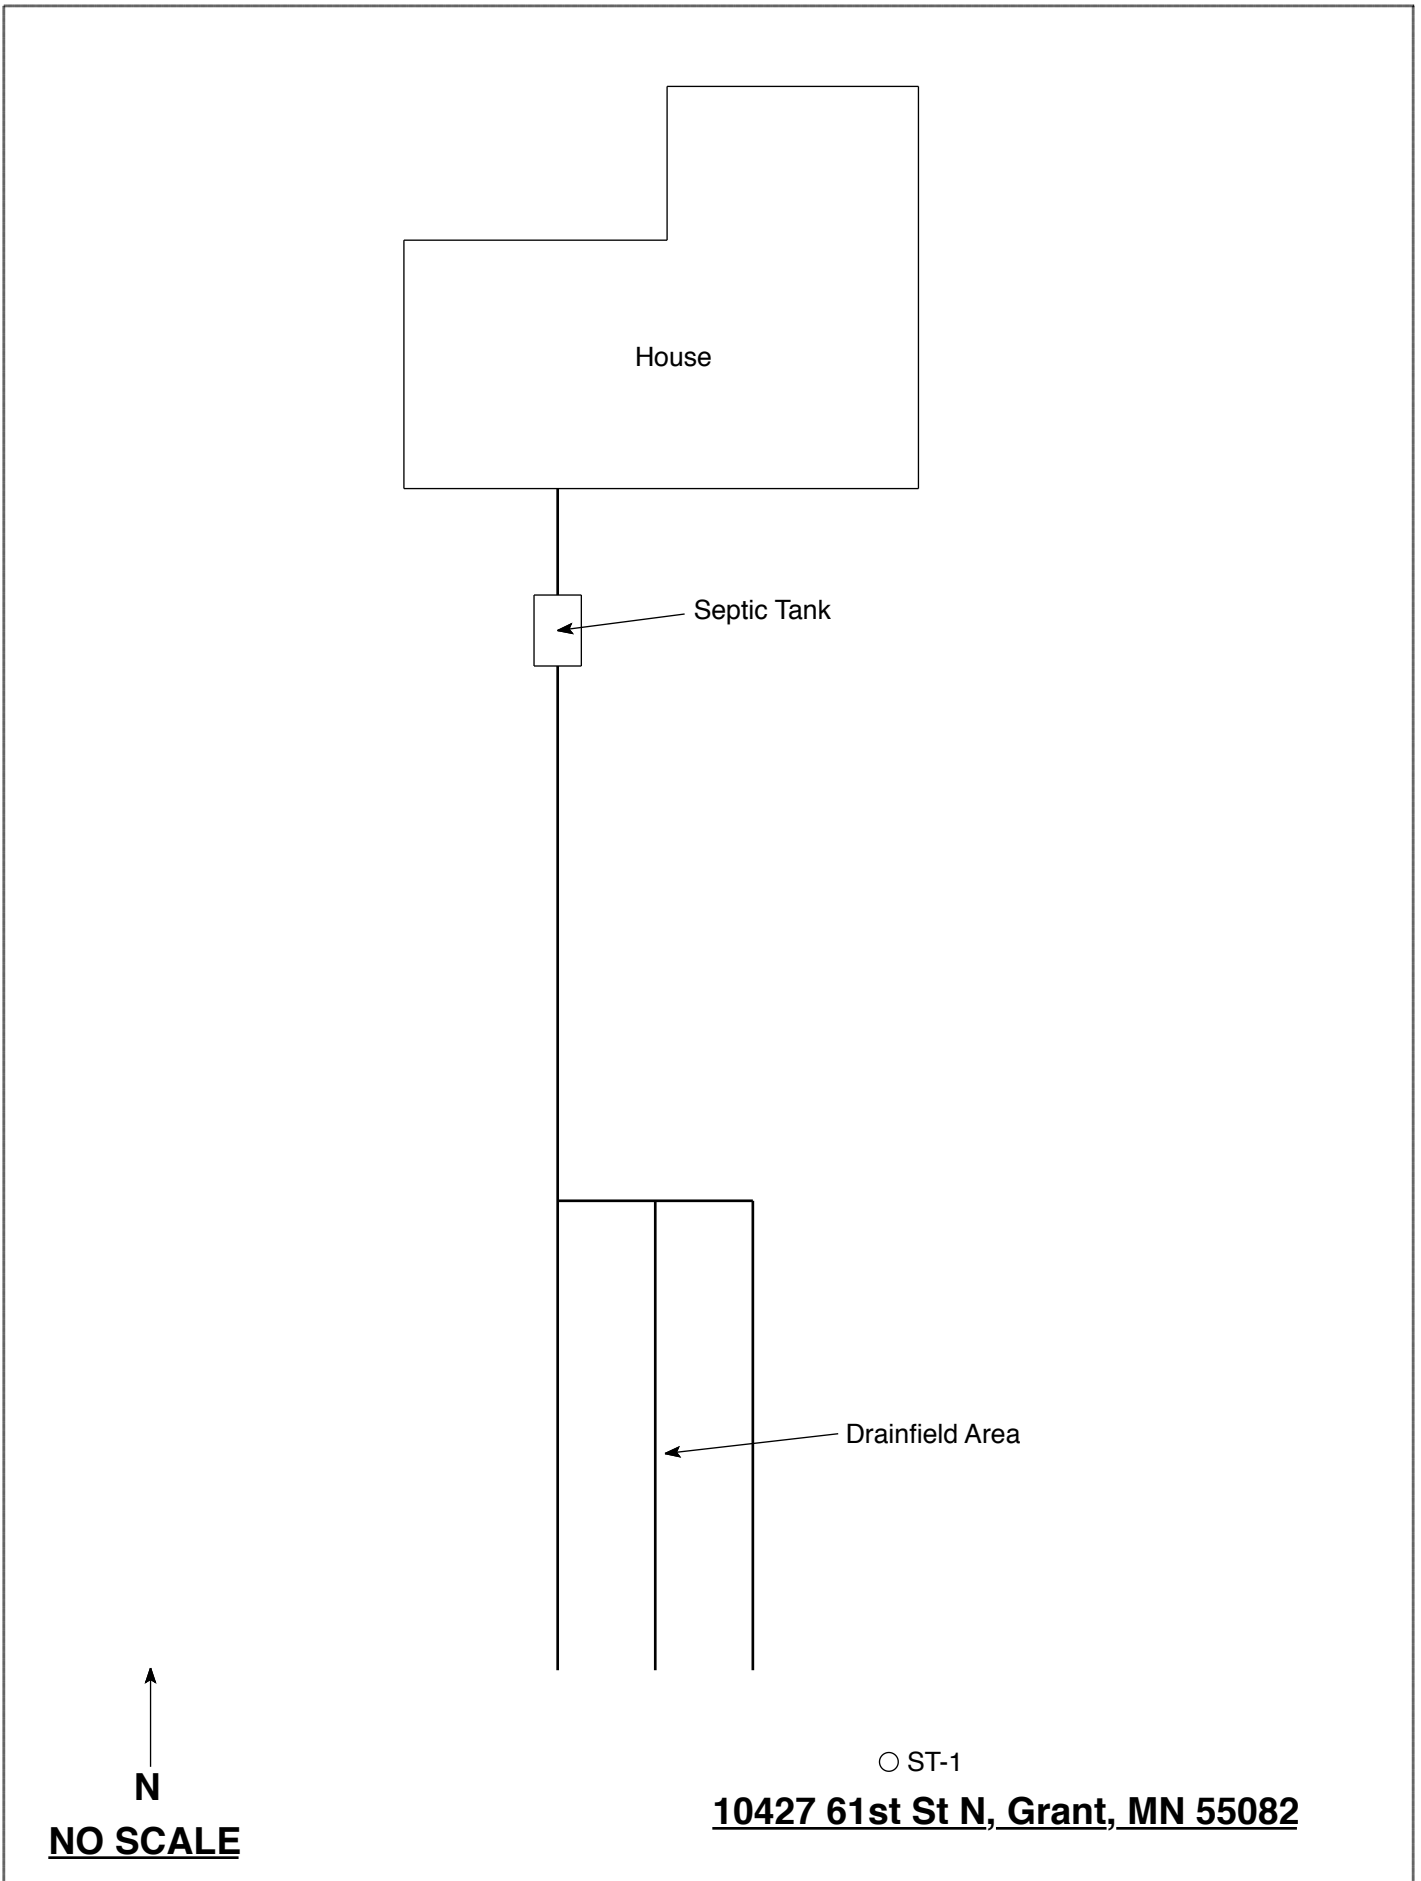 House
Septic Tank
Drainfield Area
ST-1
N
10427 61st St N, Grant, MN 55082
NO SCALE